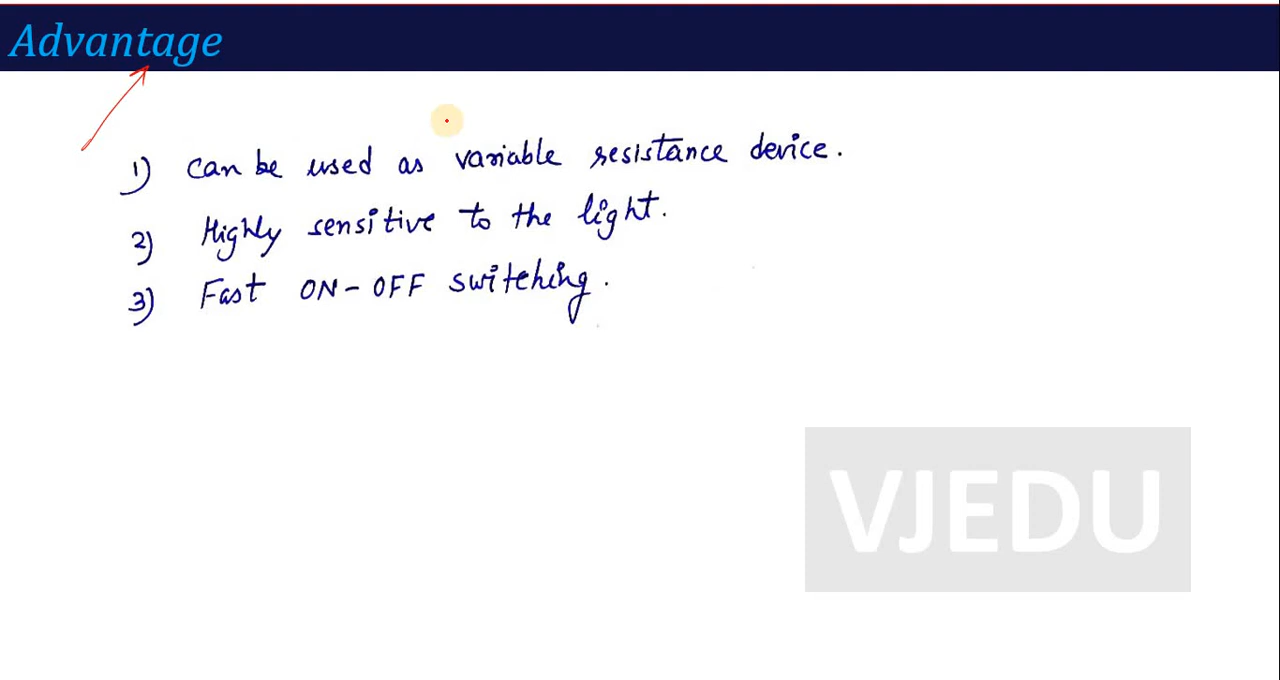 Advantage
1) Can be used as variable resistance device.
2) Highly sensitive to the light.
3) Fast ON-OFF switching.
VJEDU